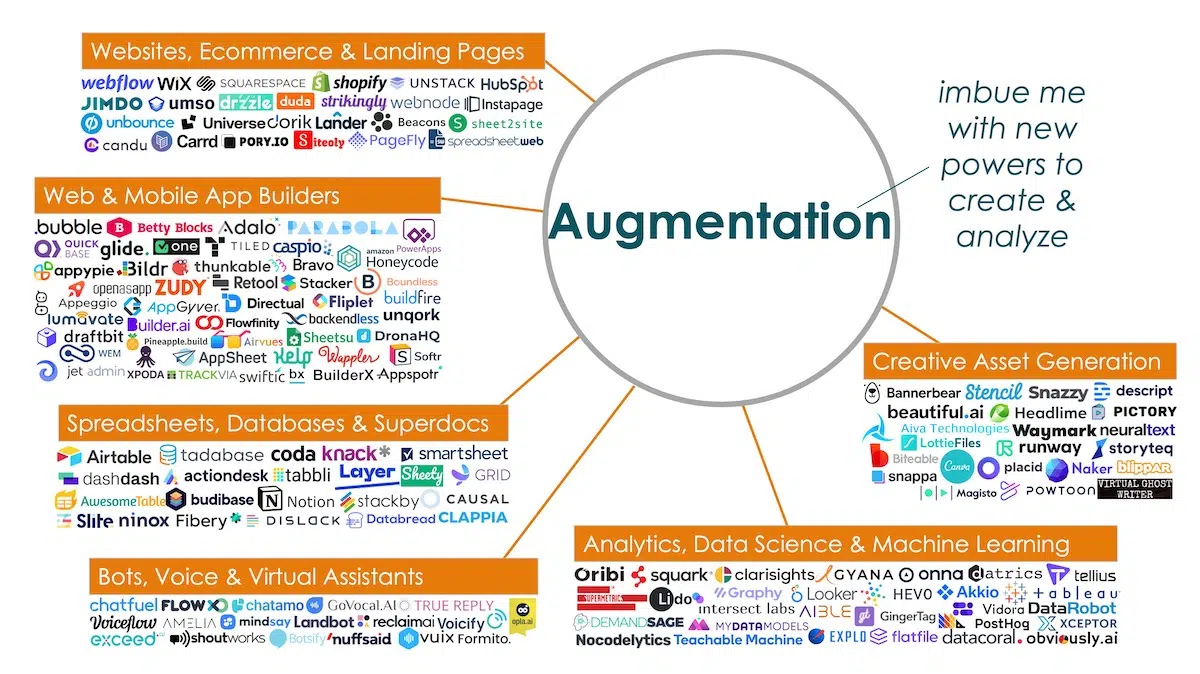 Websites, Ecommerce & Landing Pages
webflow WiX SQUARESPACE shopify UNSTACK HubSpot
JIMDO umso drizzle duda strikingly webnode Instapage
unbounce Universe dorik Lander Beacons sheet2site
candu Carrd PORY.IO Siteoly PageFly spreadsheetweb
Web & Mobile App Builders
.bubble Betty Blocks Adalo PARABOLA PowerApps
QUICK BASE glide. one TILED caspio amazon Honeycode
appypie Bildr thunkable Bravo
openasapp ZUDY Retool Stacker B Boundless
Appeggio AppGyver Directual Fliplet buildfire
lumavate Builder.ai Flowfinity backendless unqork
draftbit Pineapple.build Airvues Sheetsu DronaHQ
WEM AppSheet Kelp Wappler Softr
jet admin XPODA TRACKVIA swiftic bx BuilderX Appspotr
Spreadsheets, Databases & Superdocs
Airtable tadabase coda knack* smartsheet
dashdash actiondesk tabbli Layer Sheety GRID
AwesomeTable budibase Notion stackby CAUSAL
Slite ninox Fibery DISLACK Databread CLAPPIA
Bots, Voice & Virtual Assistants
chatfuel FLOW XO chatamo GoVocal.AI TRUE REPLY
Voiceflow AMELIA mindsay Landbot reclaimai Voicify opla.ai
exceed shoutworks Botsify nuffsaid VUIX Formito.
Augmentation
imbue me
with new
powers to
create &
analyze
Creative Asset Generation
Bannerbear Stencil Snazzy descript
beautiful.ai Headlime PICTORY
Aiva Technologies Waymark neuraltext
LottieFiles runway storyteq
Biteable Canva placid Naker blippar
snappa Magisto POWTOON VIRTUAL GHOST WRITER
Analytics, Data Science & Machine Learning
Oribi squark clarisights GYANA onna datrics tellius
SUPERMETRICS Lido Graphy Looker HEVO Akkio +ableau
intersect labs AIBLE GingerTag Vidora DataRobot
DEMANDSAGE MYDATAMODELS PostHog XCEPTOR
Nocodelytics Teachable Machine EXPLO flatfile datacoral. obviously.ai